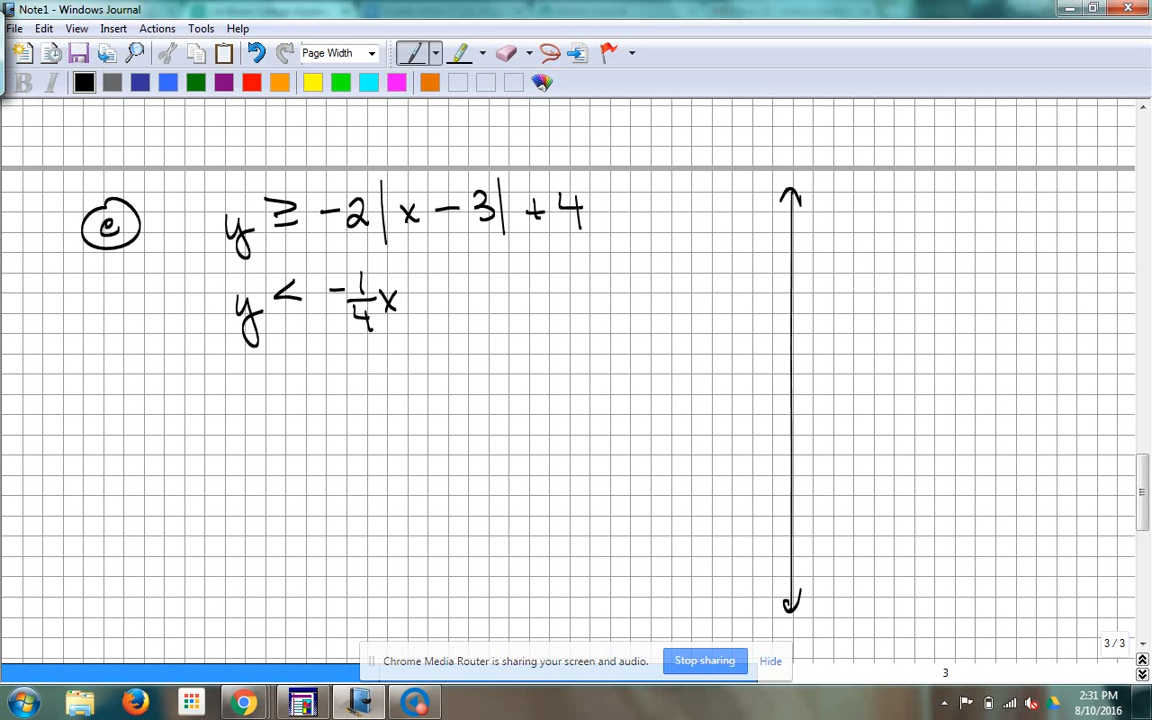 Note1 - Windows Journal
File Edit View Insert Actions Tools Help
Page Width
B I
ⓔ y ≥ -2|x - 3| + 4
y < -1/4 x
3 / 3
Chrome Media Router is sharing your screen and audio. Stop sharing Hide
3
2:31 PM
8/10/2016